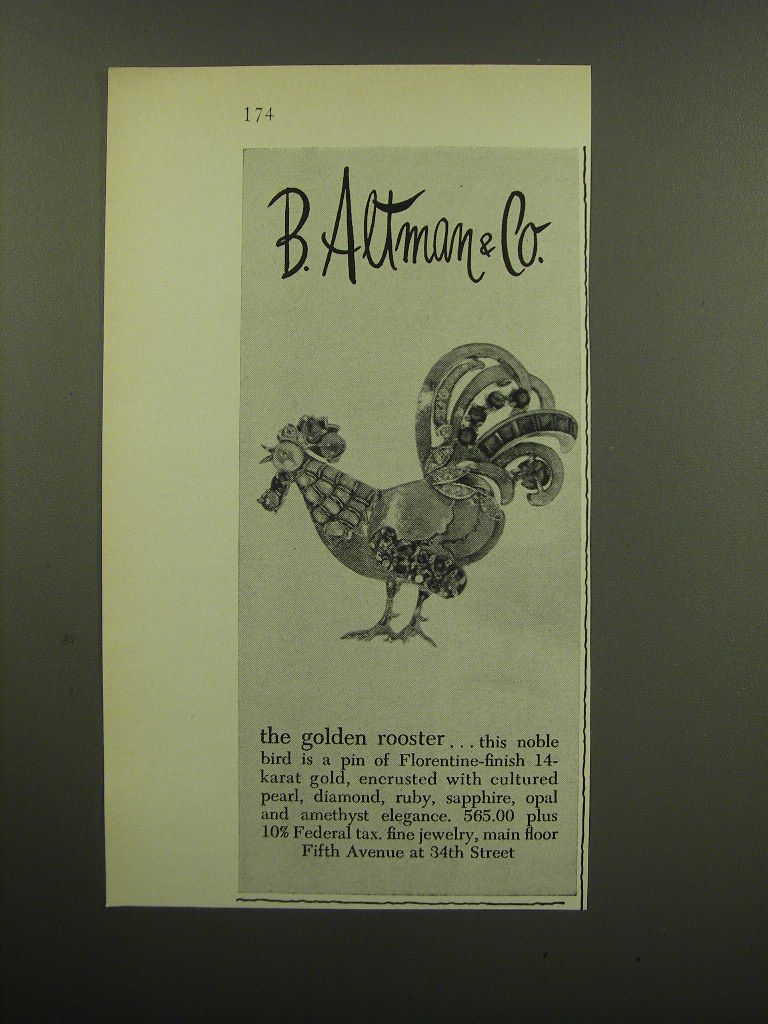 174
B. Altman & Co.
the golden rooster . . . this noble
bird is a pin of Florentine-finish 14-
karat gold, encrusted with cultured
pearl, diamond, ruby, sapphire, opal
and amethyst elegance. 565.00 plus
10% Federal tax. fine jewelry, main floor
Fifth Avenue at 34th Street